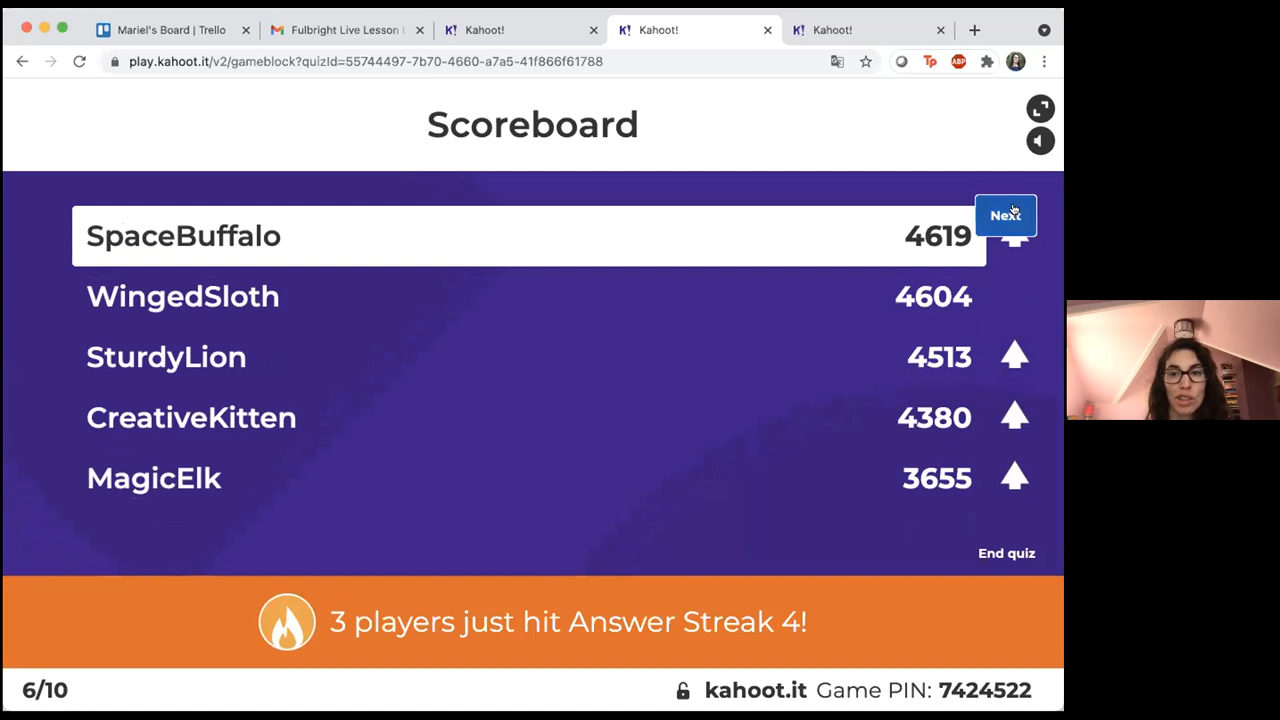 Mariel's Board | Trello
Fulbright Live Lesson
Kahoot!
Kahoot!
Kahoot!
play.kahoot.it/v2/gameblock?quizId=55744497-7b70-4660-a7a5-41f866f61788
Tp
ABP
Scoreboard
Next
SpaceBuffalo 4619
WingedSloth 4604
SturdyLion 4513
CreativeKitten 4380
MagicElk 3655
End quiz
3 players just hit Answer Streak 4!
6/10
kahoot.it Game PIN: 7424522